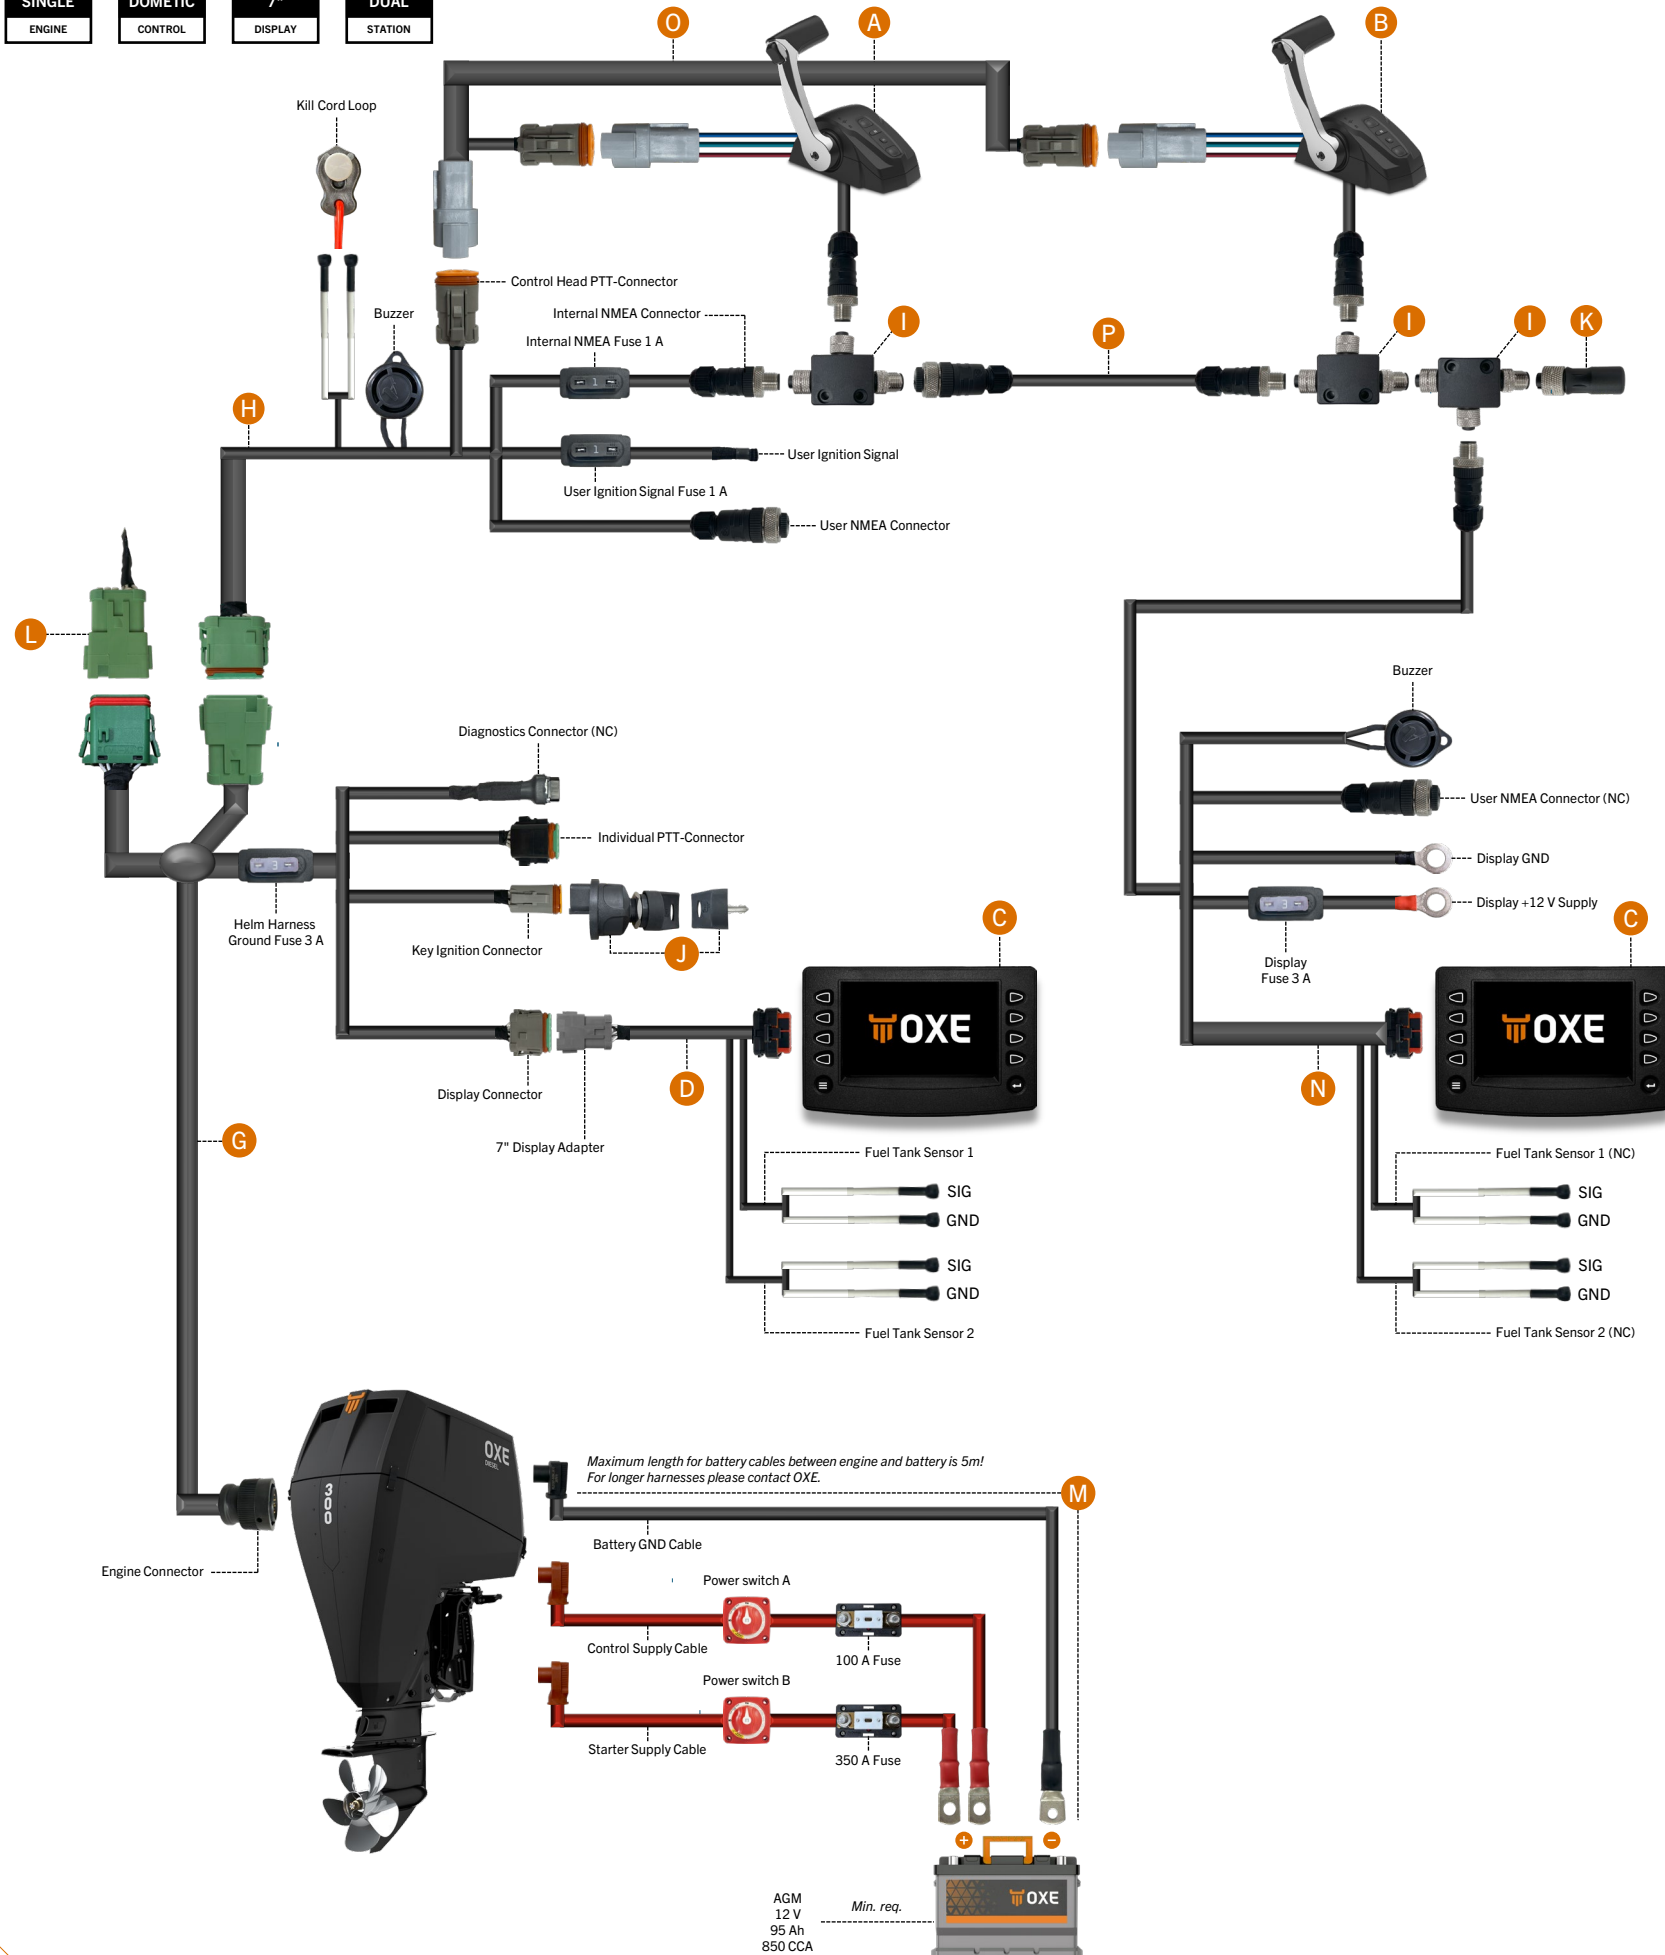 SINGLE
ENGINE
DOMETIC
CONTROL
7"
DISPLAY
DUAL
STATION
O
A
B
Kill Cord Loop
Control Head PTT-Connector
Buzzer
Internal NMEA Connector
Internal NMEA Fuse 1 A
I
P
I
I
K
1
H
1
User Ignition Signal
User Ignition Signal Fuse 1 A
User NMEA Connector
L
Buzzer
Diagnostics Connector (NC)
User NMEA Connector (NC)
Individual PTT-Connector
3
Display GND
Helm Harness
Ground Fuse 3 A
Key Ignition Connector
J
3
Display +12 V Supply
Display
Fuse 3 A
C
C
OXE
OXE
Display Connector
D
N
7" Display Adapter
G
Fuel Tank Sensor 1
SIG
GND
SIG
GND
Fuel Tank Sensor 2
Fuel Tank Sensor 1 (NC)
SIG
GND
SIG
GND
Fuel Tank Sensor 2 (NC)
OXE
DIESEL
300
Maximum length for battery cables between engine and battery is 5m!
For longer harnesses please contact OXE.
M
Battery GND Cable
Engine Connector
Power switch A
Control Supply Cable
100 A Fuse
Power switch B
Starter Supply Cable
350 A Fuse
+
−
OXE
AGM
12 V
95 Ah
850 CCA
Min. req.